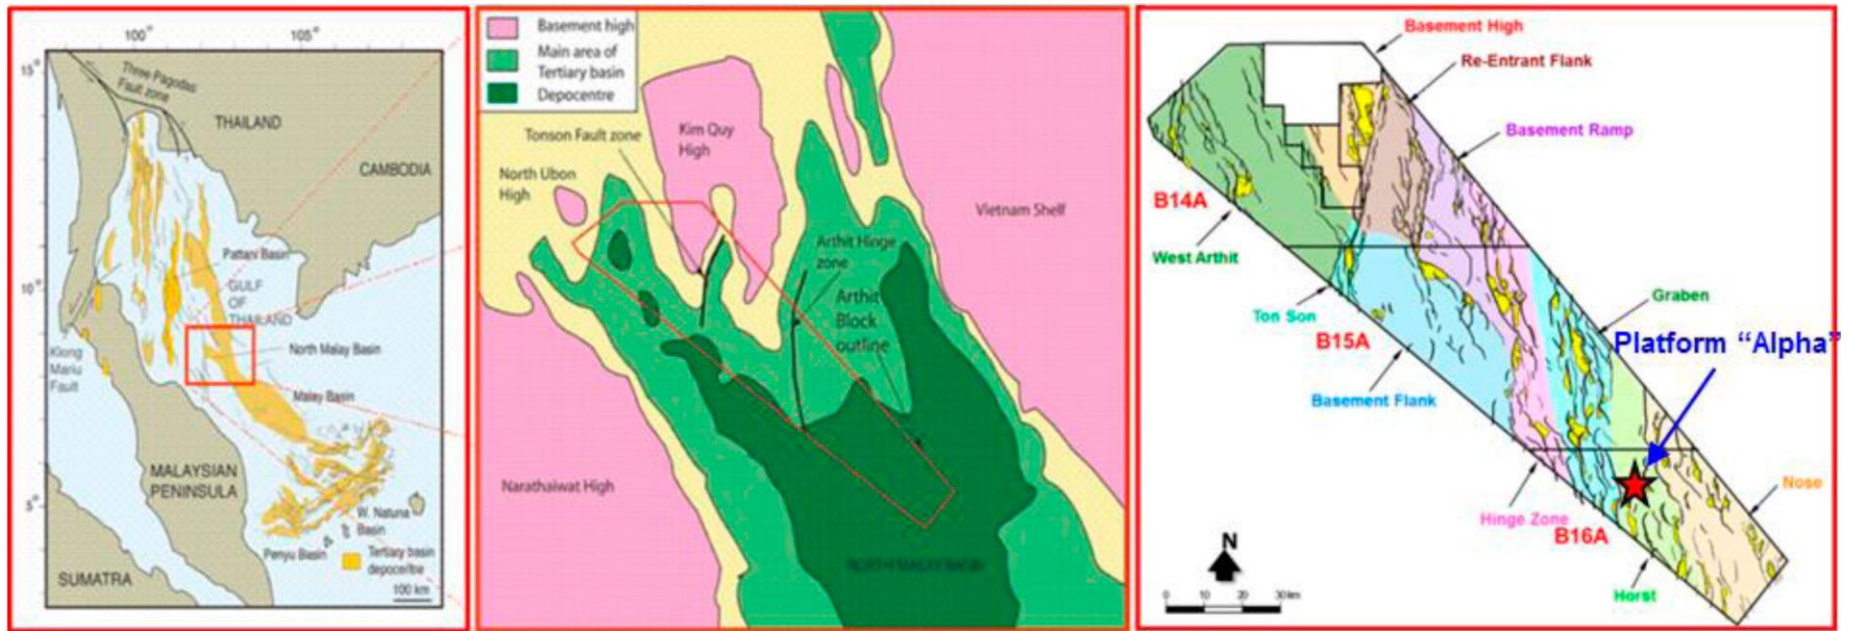 100°
105°
15°
Three Pagodas
Fault zone
THAILAND
CAMBODIA
Pattani Basin
10°
GULF
OF
THAILAND
North Malay Basin
Klong
Mariu
Fault
Malay Basin
MALAYSIAN
PENINSULA
5°
W. Natuna
Basin
Penyu Basin
Tertiary basin
depocentre
SUMATRA
100 km
Basement high
Main area of
Tertiary basin
Depocentre
Tonson Fault zone
Kim Quy
High
North Ubon
High
Vietnam Shelf
Arthit Hinge
zone
Arthit
Block
outline
Narathaiwat High
NORTH MALAY BASIN
Basement High
Re-Entrant Flank
Basement Ramp
B14A
West Arthit
Graben
Ton Son
B15A
Platform “Alpha”
Basement Flank
Nose
Hinge Zone
B16A
N
Horst
0 10 20 30 km